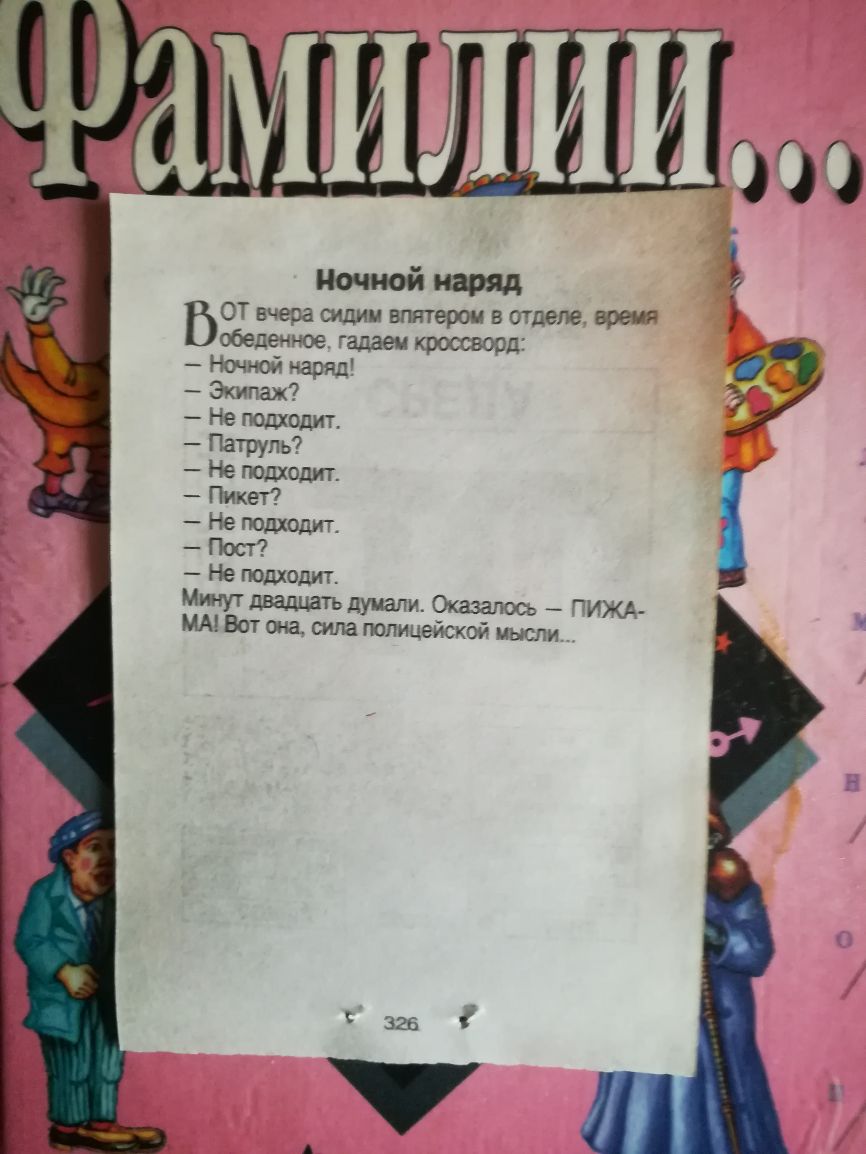 Фамилии...
Ночной наряд
ВОТ вчера сидим впятером в отделе, время
обеденное, гадаем кроссворд:
— Ночной наряд!
— Экипаж?
— Не подходит.
— Патруль?
— Не подходит.
— Пикет?
— Не подходит.
— Пост?
— Не подходит.
Минут двадцать думали. Оказалось — ПИЖА-
МА! Вот она, сила полицейской мысли...
326
М
Н
О